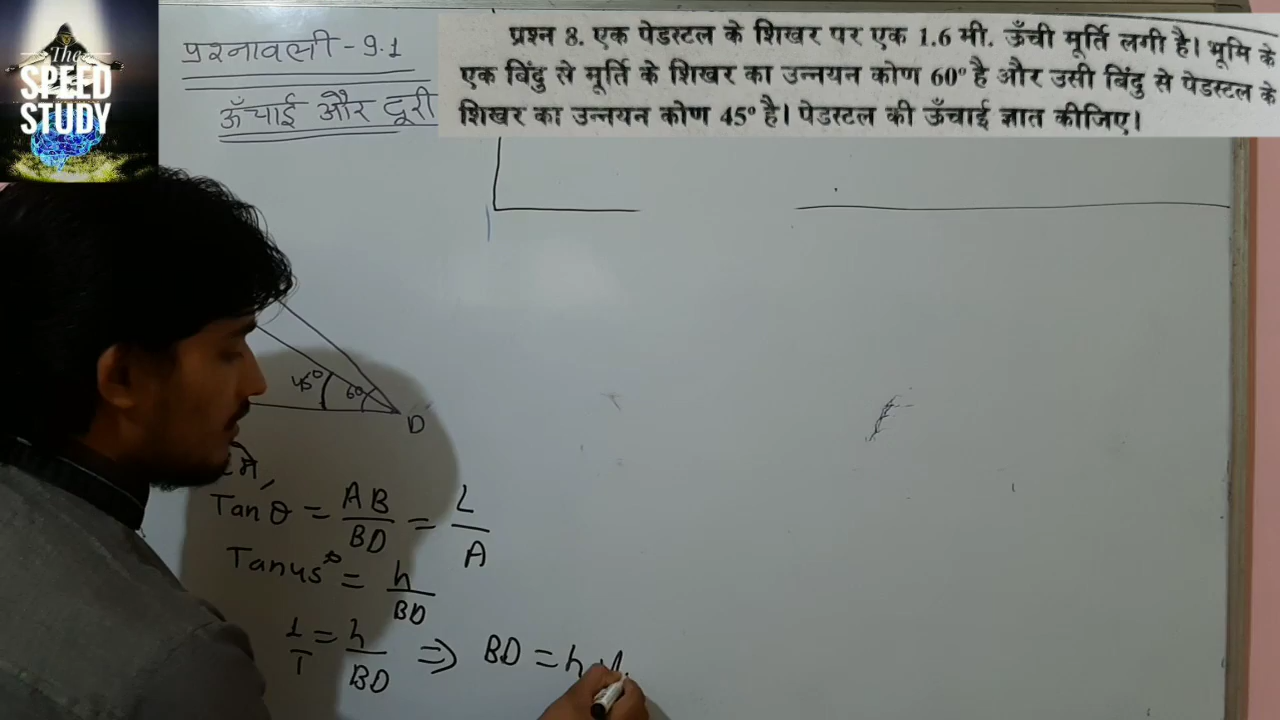 The
SPEED
STUDY
प्रश्नावली - 9.1
ऊँचाई और दूरी
प्रश्न 8. एक पेडस्टल के शिखर पर एक 1.6 मी. ऊँची मूर्ति लगी है। भूमि के
एक बिंदु से मूर्ति के शिखर का उन्नयन कोण 60° है और उसी बिंदु से पेडस्टल के
शिखर का उन्नयन कोण 45° है। पेडस्टल की ऊँचाई ज्ञात कीजिए।
45° 60
D
में,
Tan θ = AB/BD = L/A
Tan45° = h/BD
1/1 = h/BD ⇒ BD = h